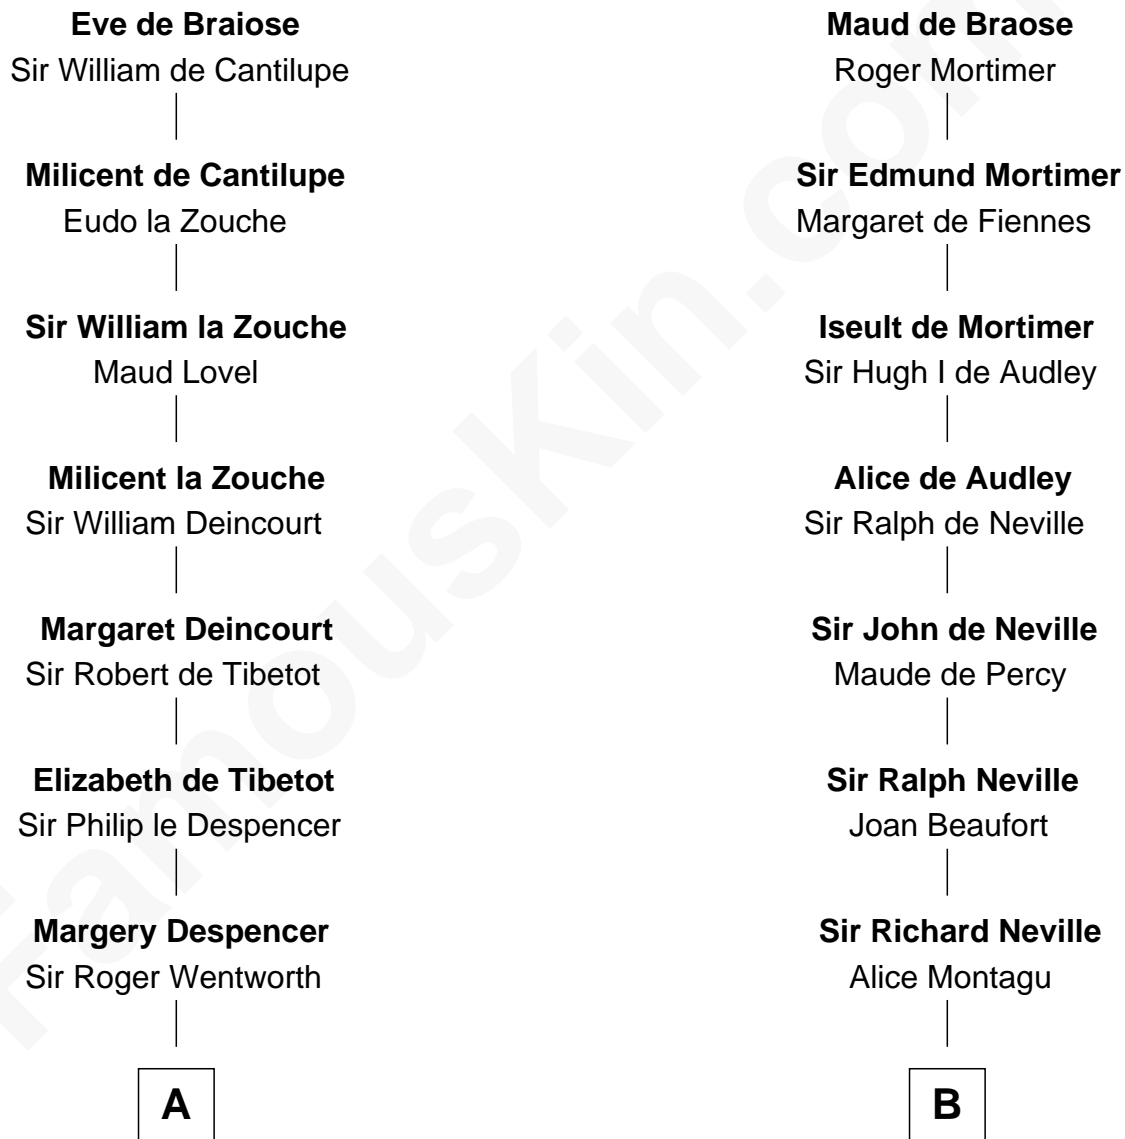 Eve de Braiose
Sir William de Cantilupe
Milicent de Cantilupe
Eudo la Zouche
Sir William la Zouche
Maud Lovel
Milicent la Zouche
Sir William Deincourt
Margaret Deincourt
Sir Robert de Tibetot
Elizabeth de Tibetot
Sir Philip le Despencer
Margery Despencer
Sir Roger Wentworth
A
Maud de Braose
Roger Mortimer
Sir Edmund Mortimer
Margaret de Fiennes
Iseult de Mortimer
Sir Hugh I de Audley
Alice de Audley
Sir Ralph de Neville
Sir John de Neville
Maude de Percy
Sir Ralph Neville
Joan Beaufort
Sir Richard Neville
Alice Montagu
B
FamousKin.com